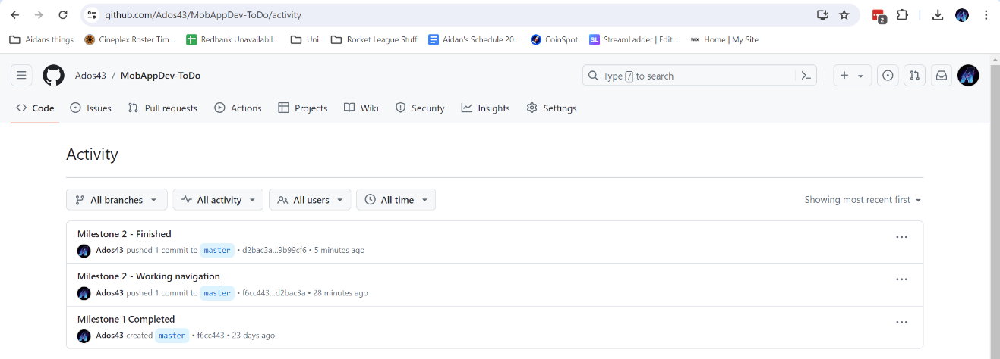 github.com/Ados43/MobAppDev-ToDo/activity
2
Aidans things Cineplex Roster Tim... Redbank Unavailabil... Uni Rocket League Stuff Aidan's Schedule 20... CoinSpot SL StreamLadder | Edit... WIX Home | My Site
Ados43 / MobAppDev-ToDo Type / to search
Code Issues Pull requests Actions Projects Wiki Security Insights Settings
Activity
All branches All activity All users All time Showing most recent first
Milestone 2 - Finished
Ados43 pushed 1 commit to master • d2bac3a...9b99cf6 • 5 minutes ago
Milestone 2 - Working navigation
Ados43 pushed 1 commit to master • f6cc443...d2bac3a • 28 minutes ago
Milestone 1 Completed
Ados43 created master • f6cc443 • 23 days ago